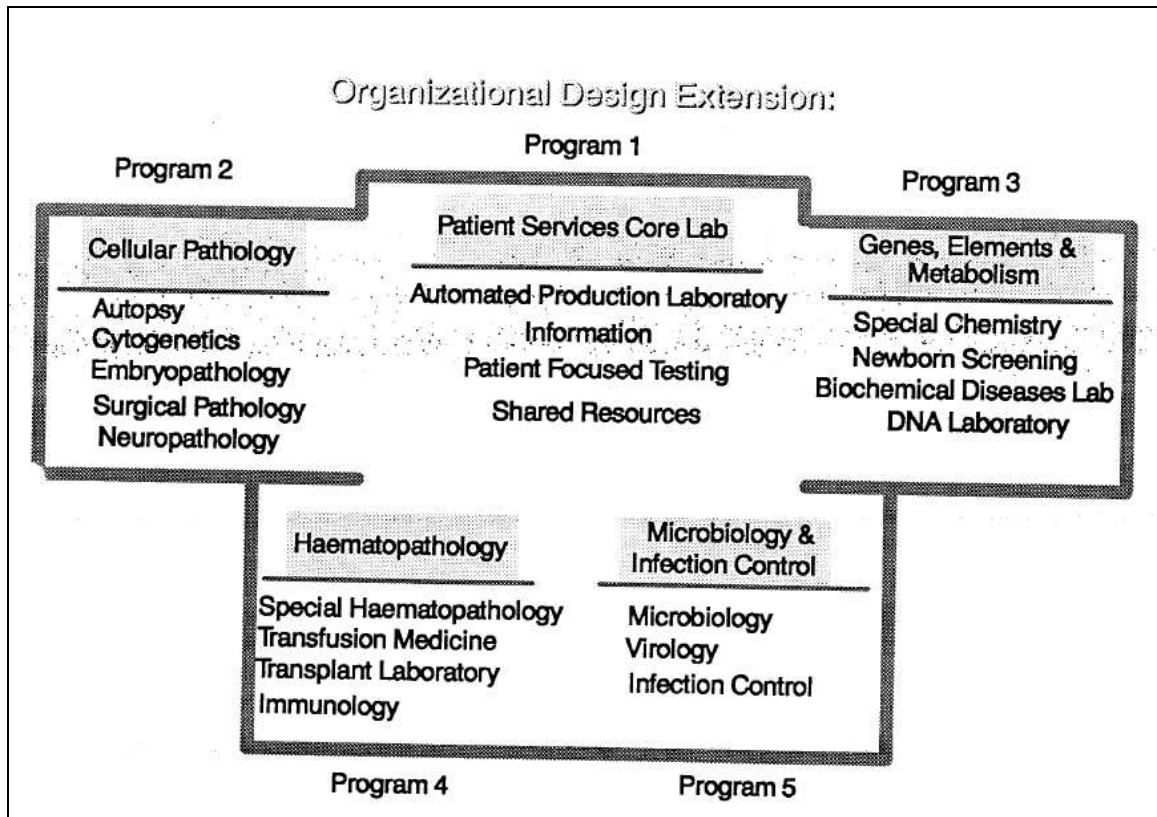 Organizational Design Extension:
Program 1
Patient Services Core Lab
Automated Production Laboratory
Information
Patient Focused Testing
Shared Resources
Program 2
Cellular Pathology
Autopsy
Cytogenetics
Embryopathology
Surgical Pathology
Neuropathology
Program 3
Genes, Elements &
Metabolism
Special Chemistry
Newborn Screening
Biochemical Diseases Lab
DNA Laboratory
Haematopathology
Special Haematopathology
Transfusion Medicine
Transplant Laboratory
Immunology
Program 4
Microbiology &
Infection Control
Microbiology
Virology
Infection Control
Program 5